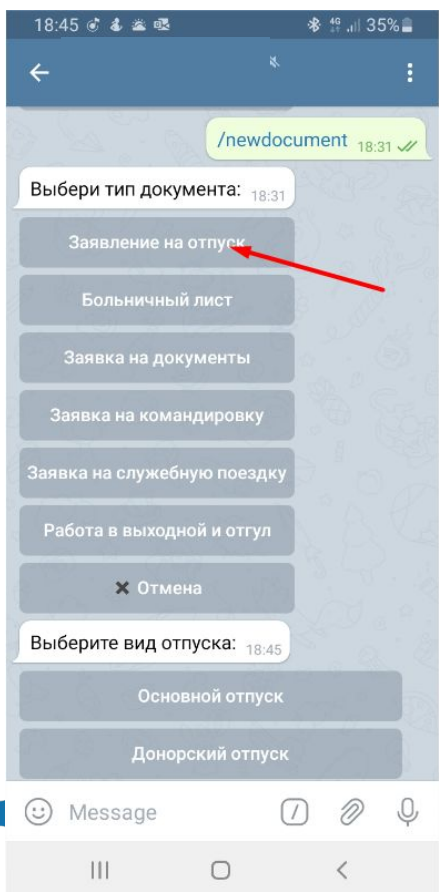 18:45 4G 35%
/newdocument 18:31
Выбери тип документа: 18:31
Заявление на отпуск
Больничный лист
Заявка на документы
Заявка на командировку
Заявка на служебную поездку
Работа в выходной и отгул
✖ Отмена
Выберите вид отпуска: 18:45
Основной отпуск
Донорский отпуск
Message